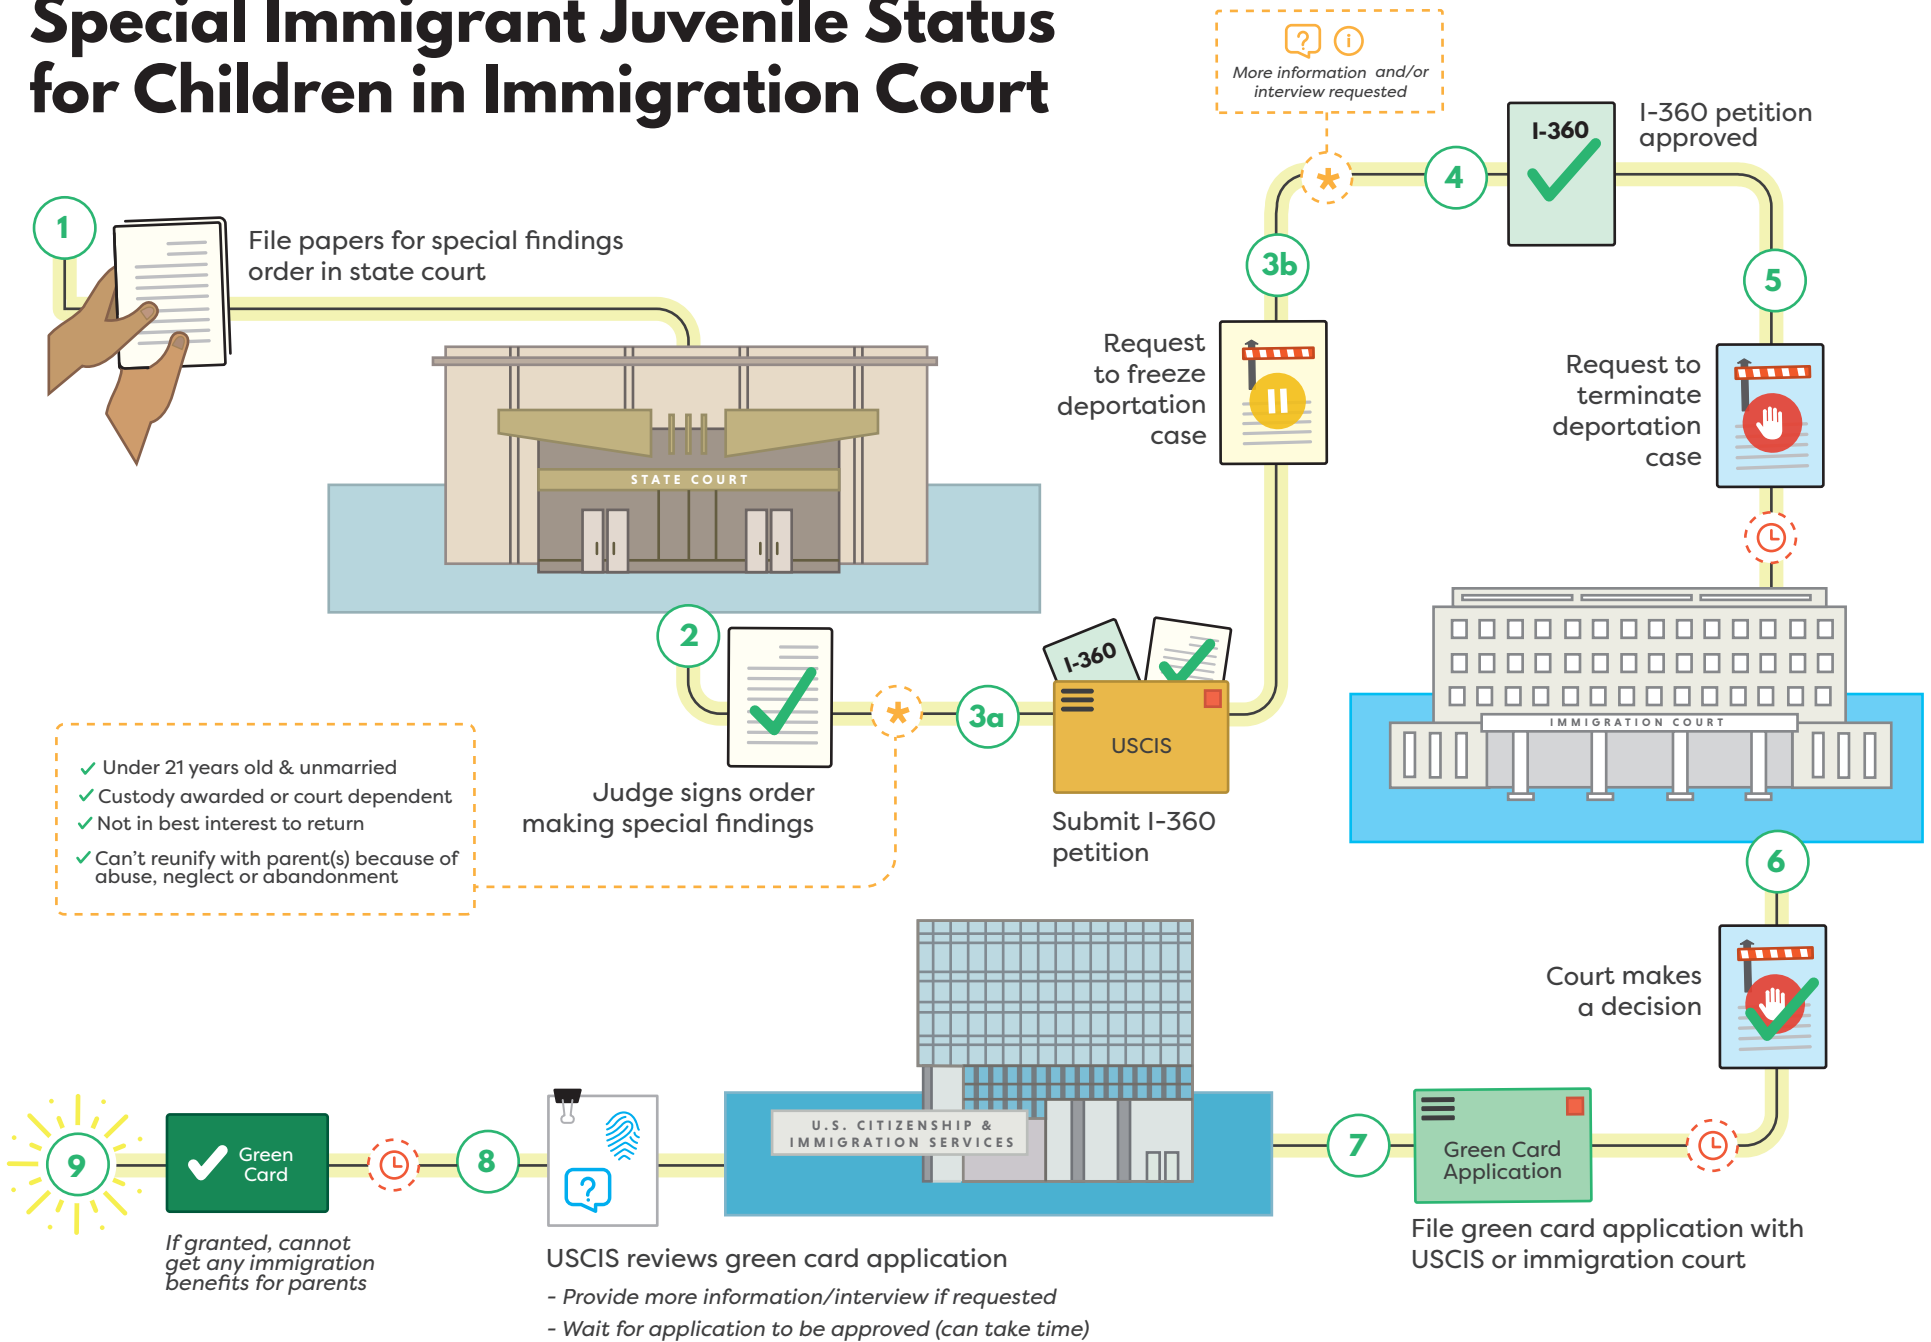 Special Immigrant Juvenile Status
for Children in Immigration Court
1
File papers for special findings
order in state court
STATE COURT
2
Judge signs order
making special findings
*
Under 21 years old & unmarried
Custody awarded or court dependent
Not in best interest to return
Can't reunify with parent(s) because of
abuse, neglect or abandonment
3a
I-360
USCIS
Submit I-360
petition
3b
Request
to freeze
deportation
case
*
?
i
More information and/or
interview requested
4
I-360
I-360 petition
approved
5
Request to
terminate
deportation
case
IMMIGRATION COURT
6
Court makes
a decision
7
Green Card
Application
File green card application with
USCIS or immigration court
U.S. CITIZENSHIP &
IMMIGRATION SERVICES
8
?
USCIS reviews green card application
- Provide more information/interview if requested
- Wait for application to be approved (can take time)
9
Green
Card
If granted, cannot
get any immigration
benefits for parents